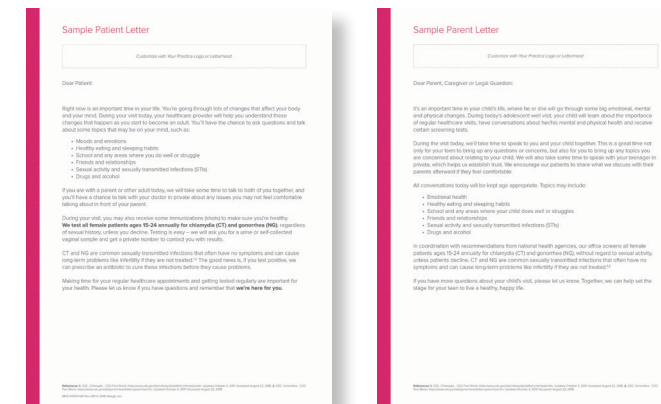 Sample Patient Letter
Customize with Your Practice Logo or Letterhead
Dear Patient:
Right now is an important time in your life. You're going through lots of changes that affect your body
and your mind. During your visit today, your healthcare provider will help you understand those
changes that happen as you start to become an adult. You'll have the chance to ask questions and talk
about some topics that may be on your mind, such as:
• Moods and emotions
• Healthy eating and sleeping habits
• School and any areas where you do well or struggle
• Friends and relationships
• Sexual activity and sexually transmitted infections (STIs)
• Drugs and alcohol
If you are with a parent or other adult today, we will take some time to talk to both of you together, and
you'll have a chance to talk with your doctor in private about any issues you may not feel comfortable
talking about in front of your parent.
During your visit, you may also receive some immunizations (shots) to make sure you're healthy.
We test all female patients ages 15-24 annually for chlamydia (CT) and gonorrhea (NG), regardless
of sexual history, unless you decline. Testing is easy – we will ask you for a urine or self-collected
vaginal sample and get a private number to contact you with results.
CT and NG are common sexually transmitted infections that often have no symptoms and can cause
long-term problems like infertility if they are not treated. The good news is, if you test positive, we
can prescribe an antibiotic to cure these infections before they cause problems.
Making time for your regular healthcare appointments and getting tested regularly are important for
your health. Please let us know if you have questions and remember that we're here for you.
Sample Parent Letter
Customize with Your Practice Logo or Letterhead
Dear Parent, Caregiver or Legal Guardian:
It's an important time in your child's life, where he or she will go through some big emotional, mental
and physical changes. During today's adolescent well visit, your child will learn about the importance
of regular healthcare visits, have conversations about her/his mental and physical health and receive
certain screening tests.
During the visit today, we'll take time to speak to you and your child together. This is a great time not
only for your teen to bring up any questions or concerns, but also for you to bring up any topics you
are concerned about relating to your child. We will also take some time to speak with your teenager in
private, which helps us establish trust. We encourage our patients to share what we discuss with their
parents afterward if they feel comfortable.
All conversations today will be kept age appropriate. Topics may include:
• Emotional health
• Healthy eating and sleeping habits
• School and any areas where your child does well or struggles
• Friends and relationships
• Sexual activity and sexually transmitted infections (STIs)
• Drugs and alcohol
In coordination with recommendations from national health agencies, our office screens all female
patients ages 15-24 annually for chlamydia (CT) and gonorrhea (NG), without regard to sexual activity,
unless patients decline. CT and NG are common sexually transmitted infections that often have no
symptoms and can cause long-term problems like infertility if they are not treated.
If you have more questions about your child's visit, please let us know. Together, we can help set the
stage for your teen to live a healthy, happy life.